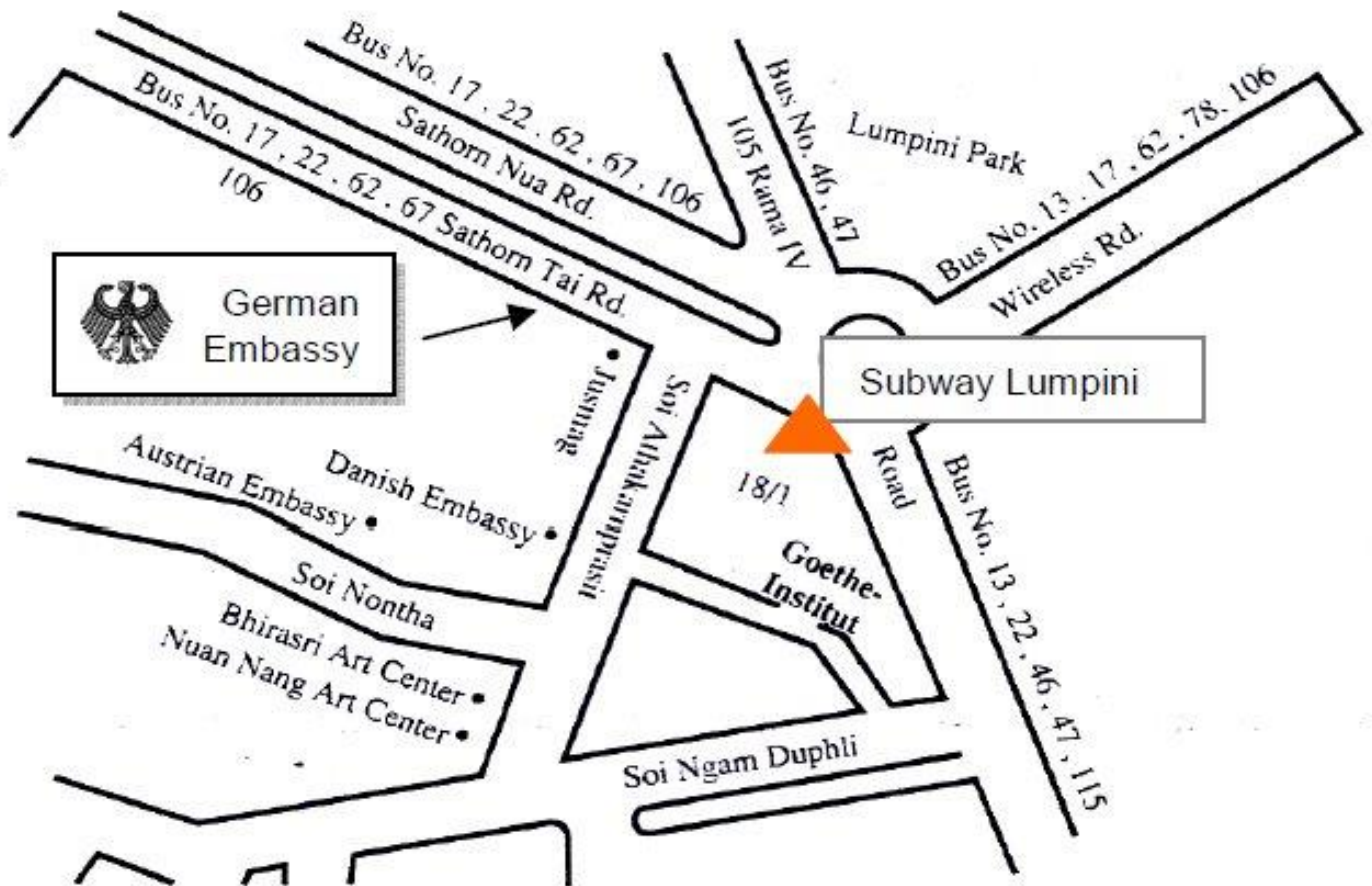 Bus No. 17 . 22 . 62 . 67 . 106
Sathorn Nua Rd.
Bus No. 17 . 22 . 62 . 67 Sathorn Tai Rd.
106
105 Rama IV
Bus No. 46 , 47
Lumpini Park
Bus No. 13 . 17 . 62 . 78. 106
Wireless Rd.
German
Embassy
Subway Lumpini
Jusmag
Soi Athakarnprasit
Austrian Embassy
Danish Embassy
18/1
Road
Goethe-
Institut
Bus No. 13 , 22 , 46 , 47 , 115
Soi Nontha
Bhirasri Art Center
Nuan Nang Art Center
Soi Ngam Duphli